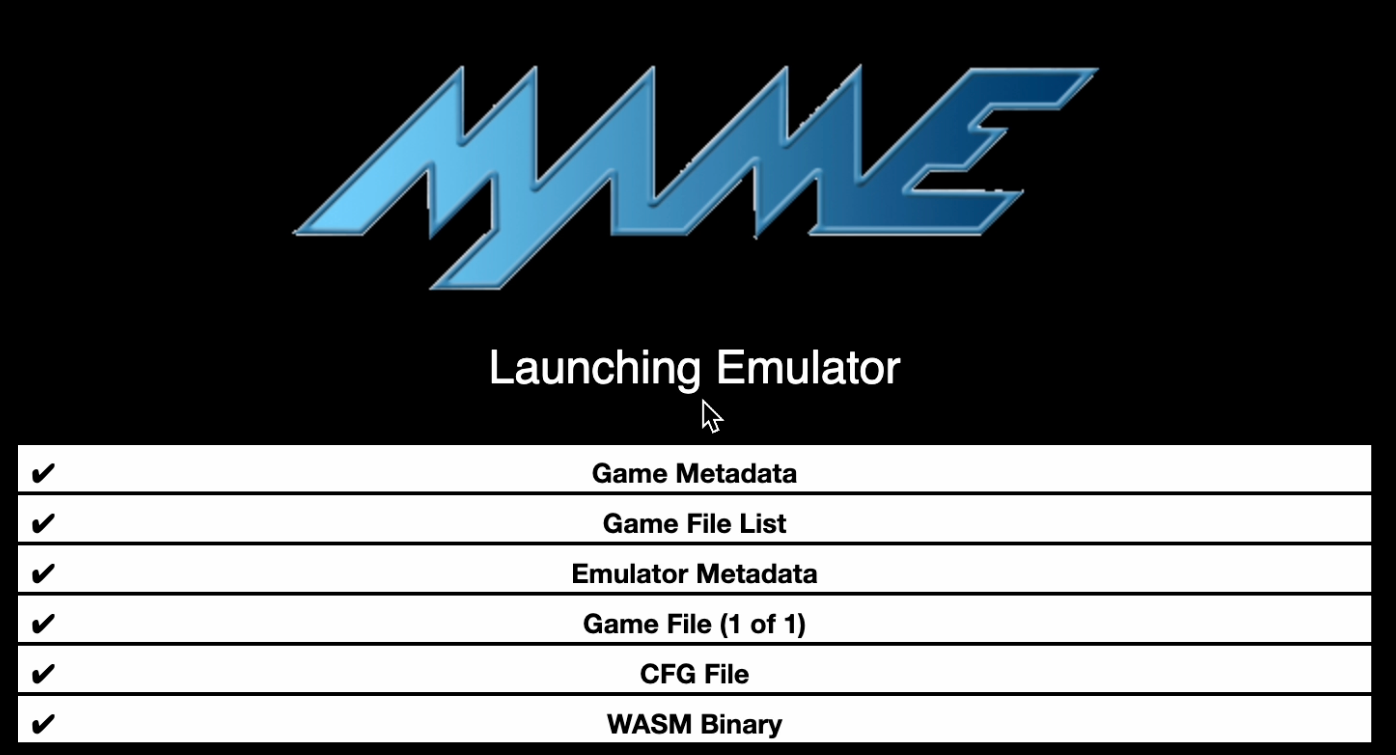 MAME
Launching Emulator
✔ Game Metadata
✔ Game File List
✔ Emulator Metadata
✔ Game File (1 of 1)
✔ CFG File
✔ WASM Binary